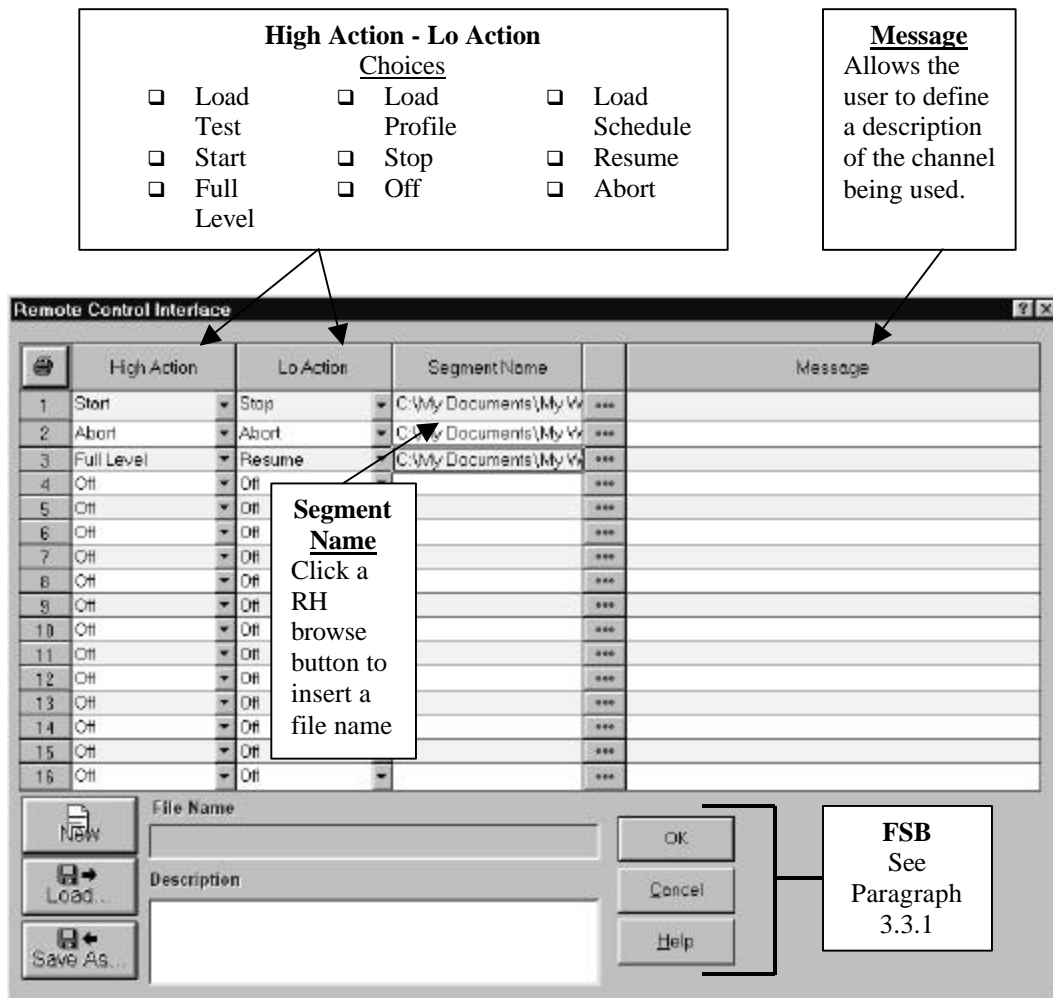 High Action - Lo Action
Choices
Load Test
Load Profile
Load Schedule
Start
Stop
Resume
Full Level
Off
Abort
Message
Allows the
user to define
a description
of the channel
being used.
Remote Control Interface
High Action Lo Action Segment Name Message
1 Start Stop C:\My Documents\My W ...
2 Abort Abort C:\My Documents\My W ...
3 Full Level Resume C:\My Documents\My W ...
4 Off Off ...
5 Off Off ...
6 Off Off ...
7 Off Off ...
8 Off Off ...
9 Off Off ...
10 Off Off ...
11 Off Off ...
12 Off Off ...
13 Off Off ...
14 Off Off ...
15 Off Off ...
16 Off Off ...
Segment
Name
Click a
RH
browse
button to
insert a
file name
New
Load...
Save As...
File Name
Description
OK
Cancel
Help
FSB
See
Paragraph
3.3.1